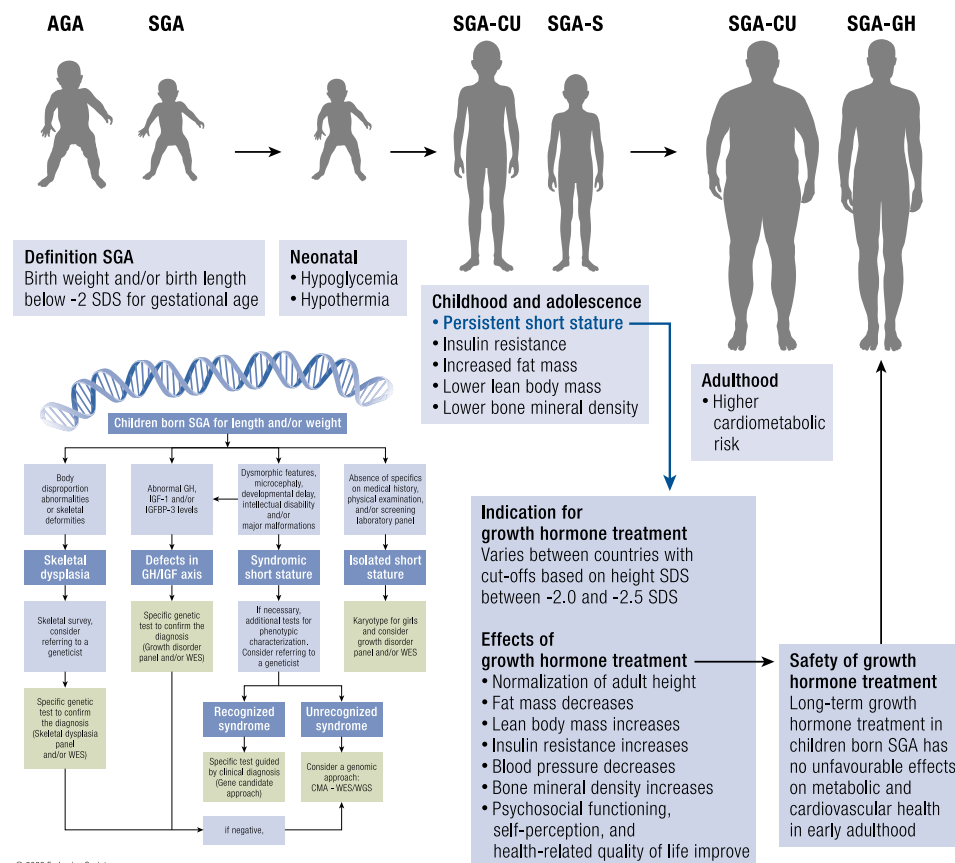 AGA
SGA
SGA-CU
SGA-S
SGA-CU
SGA-GH
Definition SGA
Birth weight and/or birth length
below -2 SDS for gestational age
Neonatal
• Hypoglycemia
• Hypothermia
Childhood and adolescence
• Persistent short stature
• Insulin resistance
• Increased fat mass
• Lower lean body mass
• Lower bone mineral density
Adulthood
• Higher
cardiometabolic
risk
Children born SGA for length and/or weight
Body
disproportion
abnormalities
or skeletal
deformities
Abnormal GH,
IGF-1 and/or
IGFBP-3 levels
Dysmorphic features,
microcephaly,
developmental delay,
intellectual disability
and/or
major malformations
Absence of specifics
on medical history,
physical examination,
and/or screening
laboratory panel
Skeletal
dysplasia
Defects in
GH/IGF axis
Syndromic
short stature
Isolated short
stature
Skeletal survey,
consider
referring to a
geneticist
Specific genetic
test to confirm
the diagnosis
(Growth disorder
panel and/or WES)
If necessary,
additional tests for
phenotypic
characterization.
Consider referring to
a geneticist
Karyotype for girls
and consider
growth disorder
panel and/or WES
Specific genetic
test to confirm
the diagnosis
(Skeletal dysplasia
panel
and/or WES)
Recognized
syndrome
Unrecognized
syndrome
Specific test guided
by clinical diagnosis
(Gene candidate
approach)
Consider a genomic
approach:
CMA - WES/WGS
if negative,
Indication for
growth hormone treatment
Varies between countries with
cut-offs based on height SDS
between -2.0 and -2.5 SDS
Effects of
growth hormone treatment
• Normalization of adult height
• Fat mass decreases
• Lean body mass increases
• Insulin resistance increases
• Blood pressure decreases
• Bone mineral density increases
• Psychosocial functioning,
self-perception, and
health-related quality of life improve
Safety of growth
hormone treatment
Long-term growth
hormone treatment in
children born SGA has
no unfavourable effects
on metabolic and
cardiovascular health
in early adulthood